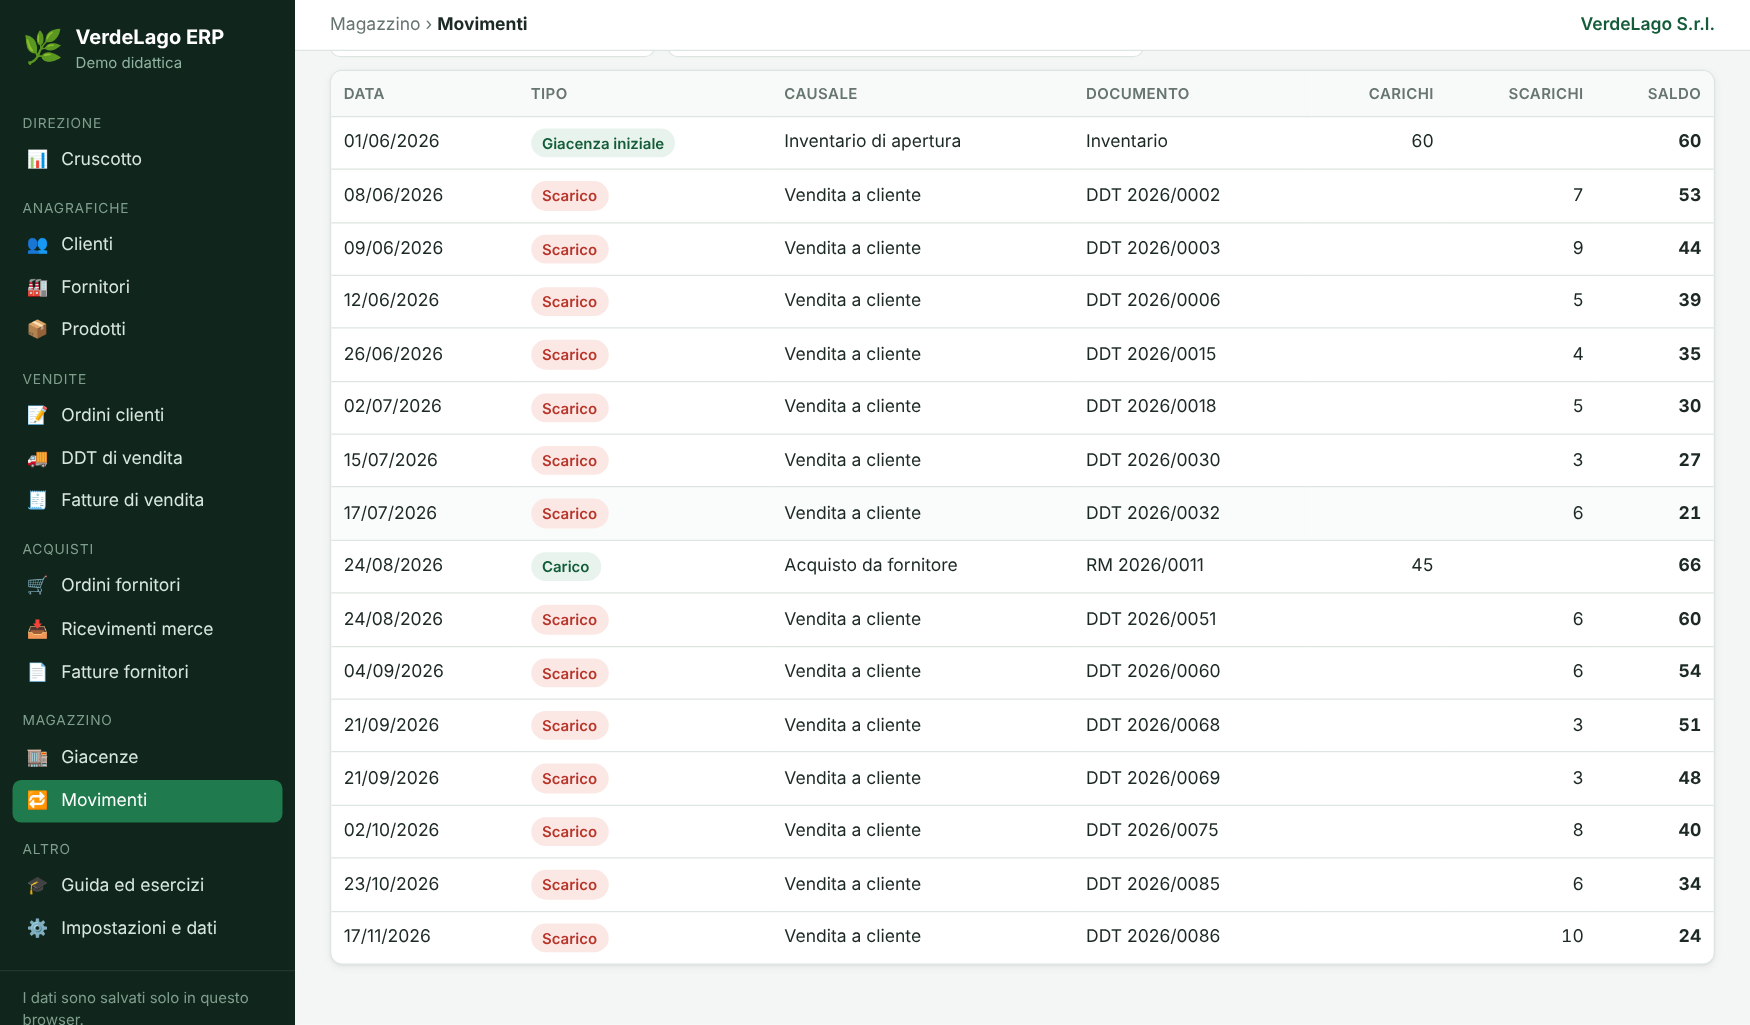 VerdeLago ERP
Demo didattica
DIREZIONE
Cruscotto
ANAGRAFICHE
Clienti
Fornitori
Prodotti
VENDITE
Ordini clienti
DDT di vendita
Fatture di vendita
ACQUISTI
Ordini fornitori
Ricevimenti merce
Fatture fornitori
MAGAZZINO
Giacenze
Movimenti
ALTRO
Guida ed esercizi
Impostazioni e dati
I dati sono salvati solo in questo
browser.
Magazzino › Movimenti
VerdeLago S.r.l.
DATA TIPO CAUSALE DOCUMENTO CARICHI SCARICHI SALDO
01/06/2026 Giacenza iniziale Inventario di apertura Inventario 60 60
08/06/2026 Scarico Vendita a cliente DDT 2026/0002 7 53
09/06/2026 Scarico Vendita a cliente DDT 2026/0003 9 44
12/06/2026 Scarico Vendita a cliente DDT 2026/0006 5 39
26/06/2026 Scarico Vendita a cliente DDT 2026/0015 4 35
02/07/2026 Scarico Vendita a cliente DDT 2026/0018 5 30
15/07/2026 Scarico Vendita a cliente DDT 2026/0030 3 27
17/07/2026 Scarico Vendita a cliente DDT 2026/0032 6 21
24/08/2026 Carico Acquisto da fornitore RM 2026/0011 45 66
24/08/2026 Scarico Vendita a cliente DDT 2026/0051 6 60
04/09/2026 Scarico Vendita a cliente DDT 2026/0060 6 54
21/09/2026 Scarico Vendita a cliente DDT 2026/0068 3 51
21/09/2026 Scarico Vendita a cliente DDT 2026/0069 3 48
02/10/2026 Scarico Vendita a cliente DDT 2026/0075 8 40
23/10/2026 Scarico Vendita a cliente DDT 2026/0085 6 34
17/11/2026 Scarico Vendita a cliente DDT 2026/0086 10 24